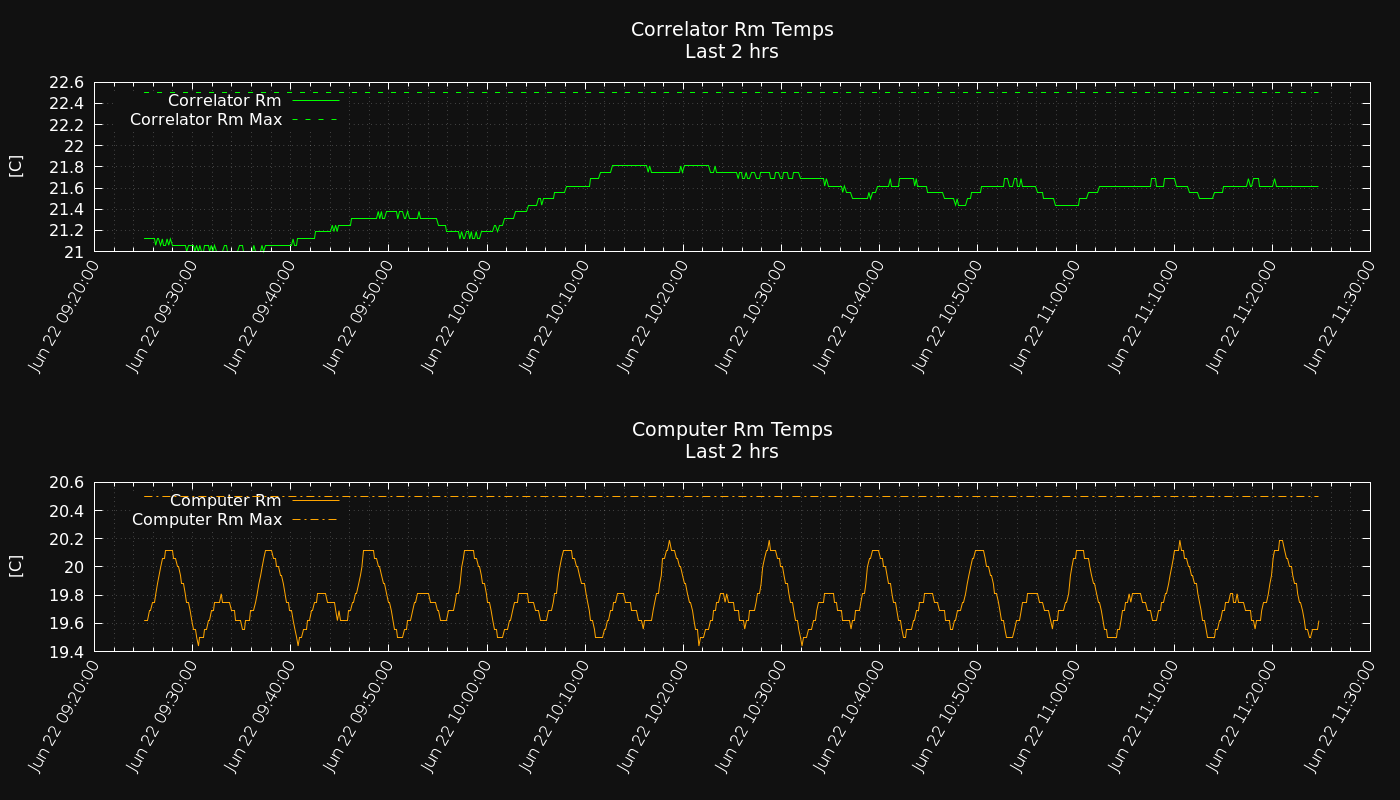 Correlator Rm Temps
Last 2 hrs
22.6
22.4
22.2
22
21.8
21.6
21.4
21.2
21
[C]
Correlator Rm
Correlator Rm Max
Jun 22 09:20:00
Jun 22 09:30:00
Jun 22 09:40:00
Jun 22 09:50:00
Jun 22 10:00:00
Jun 22 10:10:00
Jun 22 10:20:00
Jun 22 10:30:00
Jun 22 10:40:00
Jun 22 10:50:00
Jun 22 11:00:00
Jun 22 11:10:00
Jun 22 11:20:00
Jun 22 11:30:00
Computer Rm Temps
Last 2 hrs
20.6
20.4
20.2
20
19.8
19.6
19.4
[C]
Computer Rm
Computer Rm Max
Jun 22 09:20:00
Jun 22 09:30:00
Jun 22 09:40:00
Jun 22 09:50:00
Jun 22 10:00:00
Jun 22 10:10:00
Jun 22 10:20:00
Jun 22 10:30:00
Jun 22 10:40:00
Jun 22 10:50:00
Jun 22 11:00:00
Jun 22 11:10:00
Jun 22 11:20:00
Jun 22 11:30:00